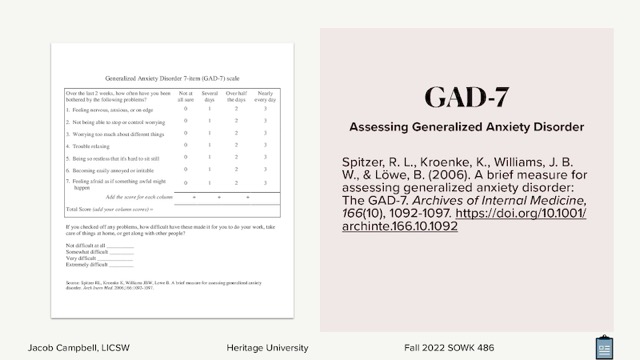 Generalized Anxiety Disorder 7-item (GAD-7) scale
Over the last 2 weeks, how often have you been bothered by the following problems? Not at all sure Several days Over half the days Nearly every day
1. Feeling nervous, anxious, or on edge 0 1 2 3
2. Not being able to stop or control worrying 0 1 2 3
3. Worrying too much about different things 0 1 2 3
4. Trouble relaxing 0 1 2 3
5. Being so restless that it's hard to sit still 0 1 2 3
6. Becoming easily annoyed or irritable 0 1 2 3
7. Feeling afraid as if something awful might happen 0 1 2 3
Add the score for each column + + +
Total Score (add your column scores) =
If you checked off any problems, how difficult have these made it for you to do your work, take
care of things at home, or get along with other people?
Not difficult at all
Somewhat difficult
Very difficult
Extremely difficult
Source: Spitzer RL, Kroenke K, Williams JBW, Lowe B. A brief measure for assessing generalized anxiety
disorder. Arch Inern Med. 2006;166:1092-1097.
GAD-7
Assessing Generalized Anxiety Disorder
Spitzer, R. L., Kroenke, K., Williams, J. B.
W., & Löwe, B. (2006). A brief measure for
assessing generalized anxiety disorder:
The GAD-7. Archives of Internal Medicine,
166(10), 1092-1097. https://doi.org/10.1001/
archinte.166.10.1092
Jacob Campbell, LICSW Heritage University Fall 2022 SOWK 486